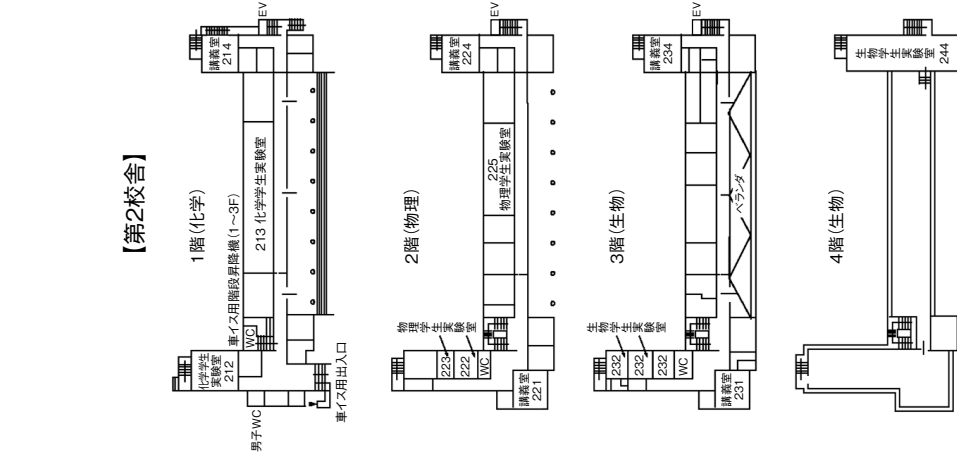 【第2校舎】
1階(化学)
EV
講義室
214
213 化学学生実験室
車イス用階段昇降機(1～3F)
WC
化学学生
実験室
212
男子WC
車イス用出入口
2階(物理)
EV
講義室
224
225
物理学生実験室
物理学生実験室
223
222
WC
講義室
221
3階(生物)
EV
講義室
234
ベランダ
生物学生実験室
232
232
232
WC
講義室
231
4階(生物)
生物学生実験室
244